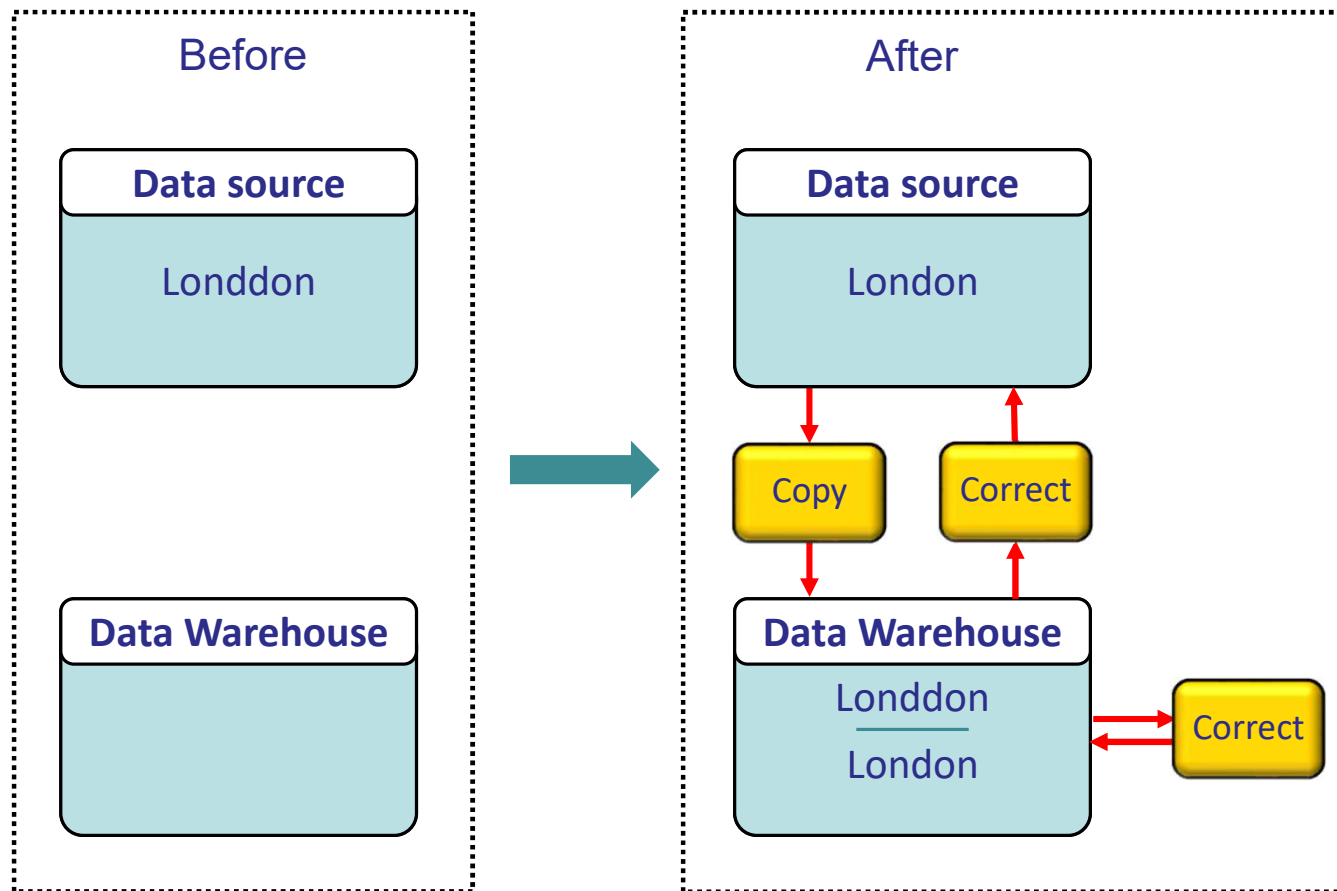 Before
Data source
Londdon
Data Warehouse
After
Data source
London
Copy
Correct
Data Warehouse
Londdon
London
Correct